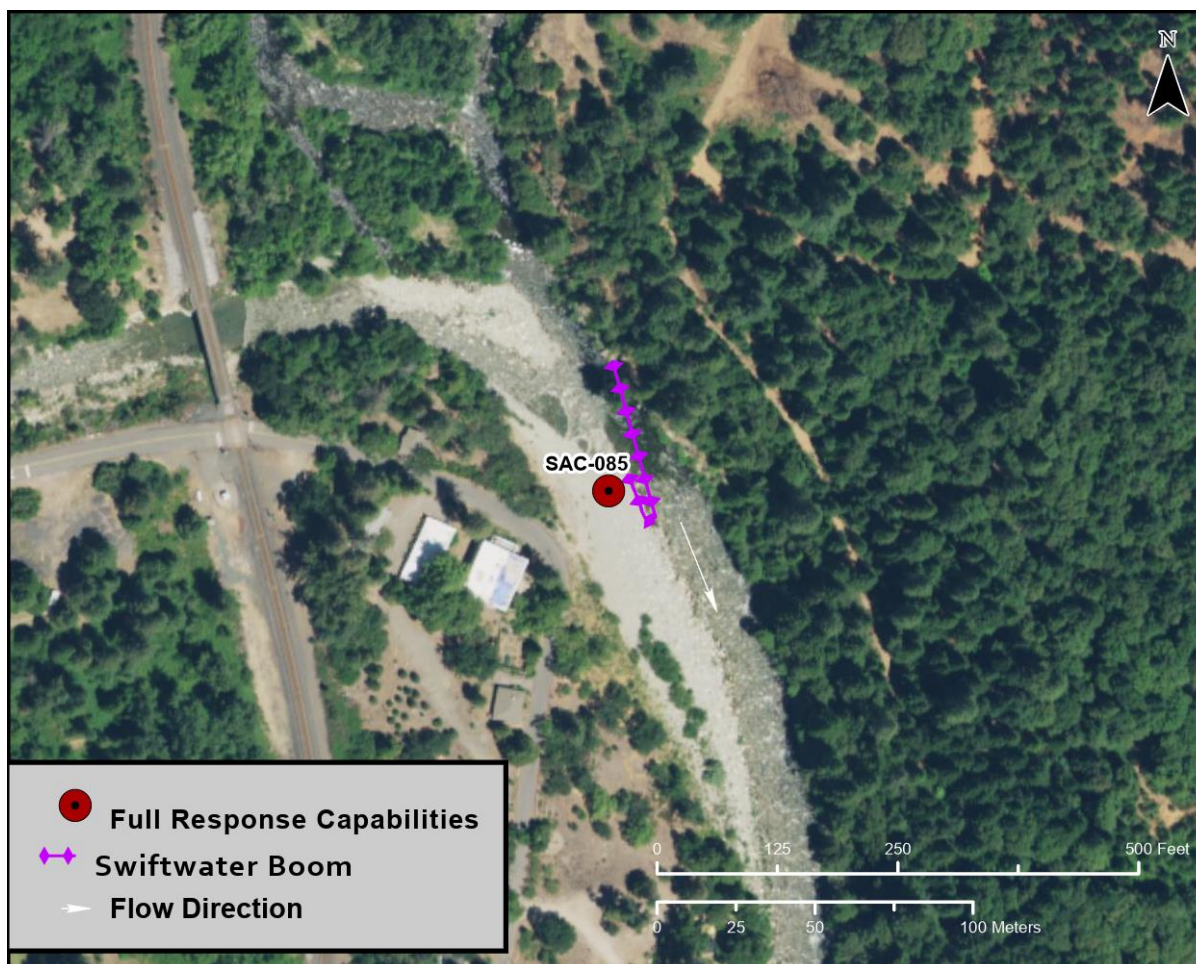 N
SAC-085
Full Response Capabilities
Swiftwater Boom
Flow Direction
0 125 250 500 Feet
0 25 50 100 Meters